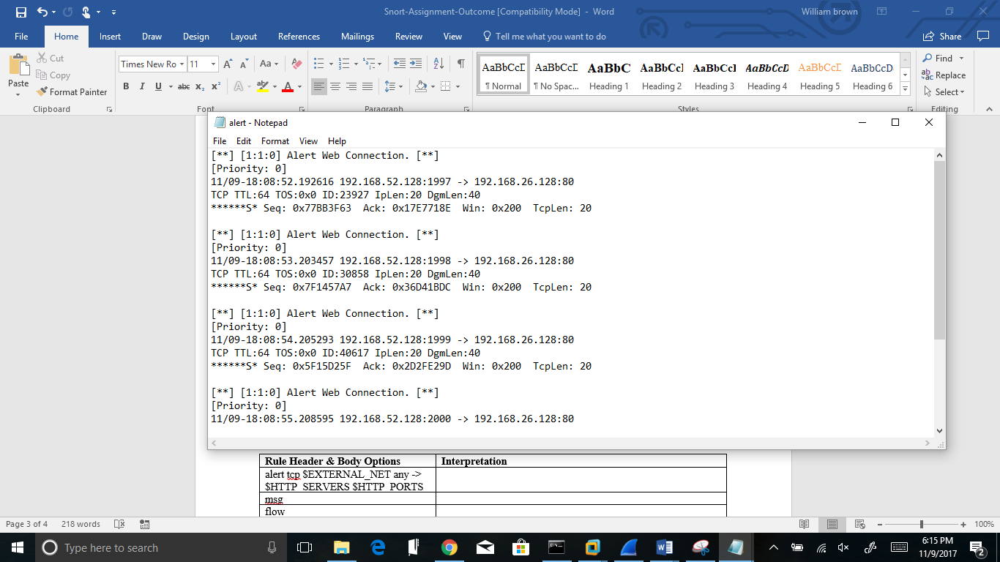 Snort-Assignment-Outcome [Compatibility Mode] - Word
William brown
File Home Insert Draw Design Layout References Mailings Review View Tell me what you want to do Share
Paste
Cut
Copy
Format Painter
Clipboard
Times New Ro 11
Aa
B I U abc x₂ x²
A A
Font
Paragraph
AaBbCcD AaBbCcD AaBbC AaBbCcI AaBbCcI AaBbCcD AaBbCcD AaBbCcD
¶ Normal ¶ No Spac... Heading 1 Heading 2 Heading 3 Heading 4 Heading 5 Heading 6
Styles
Find
Replace
Select
Editing
alert - Notepad
File Edit Format View Help
[**] [1:1:0] Alert Web Connection. [**]
[Priority: 0]
11/09-18:08:52.192616 192.168.52.128:1997 -> 192.168.26.128:80
TCP TTL:64 TOS:0x0 ID:23927 IpLen:20 DgmLen:40
******S* Seq: 0x77BB3F63 Ack: 0x17E7718E Win: 0x200 TcpLen: 20
[**] [1:1:0] Alert Web Connection. [**]
[Priority: 0]
11/09-18:08:53.203457 192.168.52.128:1998 -> 192.168.26.128:80
TCP TTL:64 TOS:0x0 ID:30858 IpLen:20 DgmLen:40
******S* Seq: 0x7F1457A7 Ack: 0x36D41BDC Win: 0x200 TcpLen: 20
[**] [1:1:0] Alert Web Connection. [**]
[Priority: 0]
11/09-18:08:54.205293 192.168.52.128:1999 -> 192.168.26.128:80
TCP TTL:64 TOS:0x0 ID:40617 IpLen:20 DgmLen:40
******S* Seq: 0x5F15D25F Ack: 0x2D2FE29D Win: 0x200 TcpLen: 20
[**] [1:1:0] Alert Web Connection. [**]
[Priority: 0]
11/09-18:08:55.208595 192.168.52.128:2000 -> 192.168.26.128:80
Rule Header & Body Options Interpretation
alert tcp $EXTERNAL_NET any ->
$HTTP_SERVERS $HTTP_PORTS
msg
flow
Page 3 of 4 218 words 100%
Type here to search
6:15 PM
11/9/2017
2